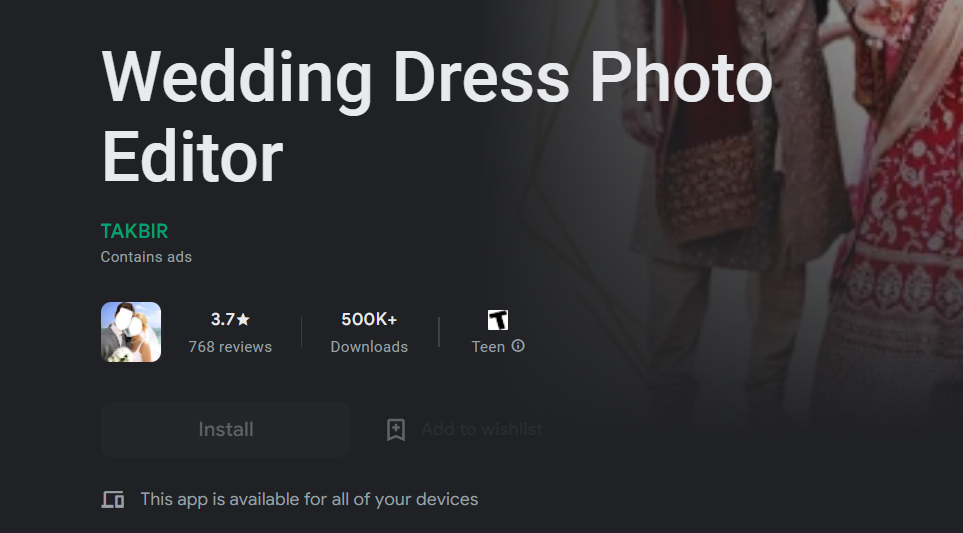 Wedding Dress Photo
Editor
TAKBIR
Contains ads
3.7★
768 reviews
500K+
Downloads
T
Teen
Install
Add to wishlist
This app is available for all of your devices